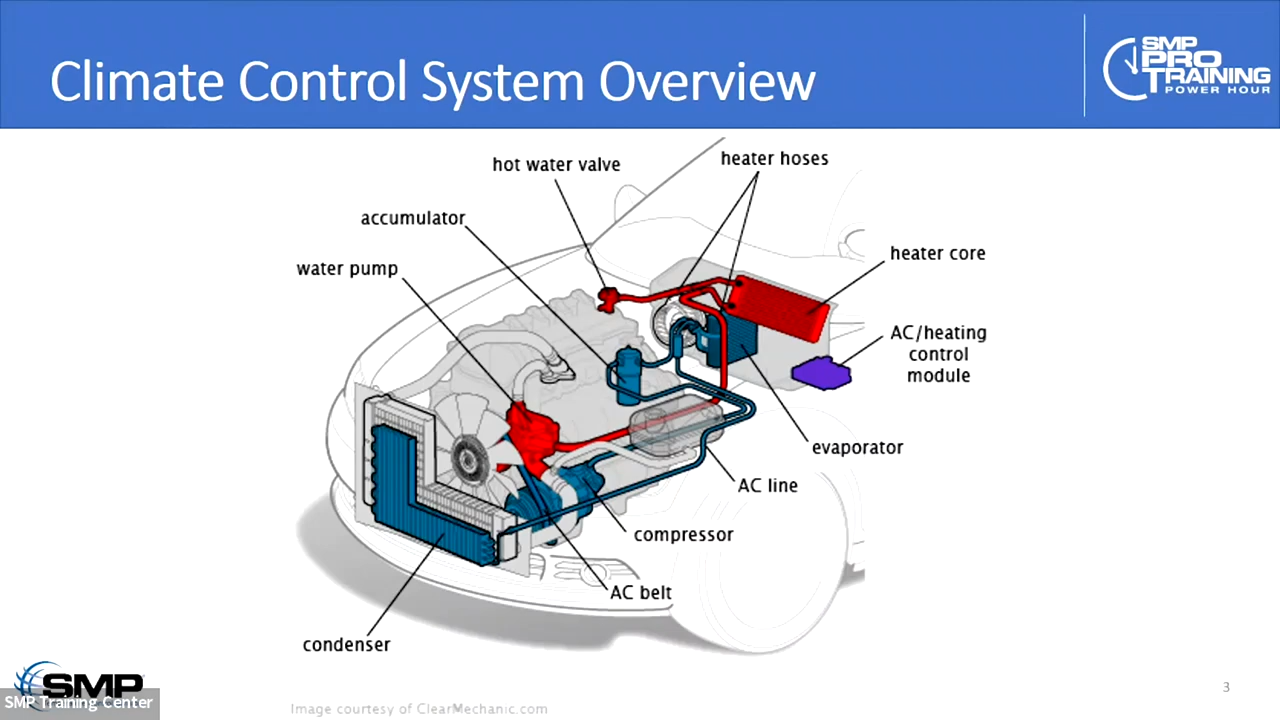 Climate Control System Overview
SMP
PRO
TRAINING
POWER HOUR
hot water valve
heater hoses
accumulator
water pump
heater core
AC/heating
control
module
evaporator
AC line
compressor
AC belt
condenser
SMP
SMP Training Center
Image courtesy of ClearMechanic.com
3